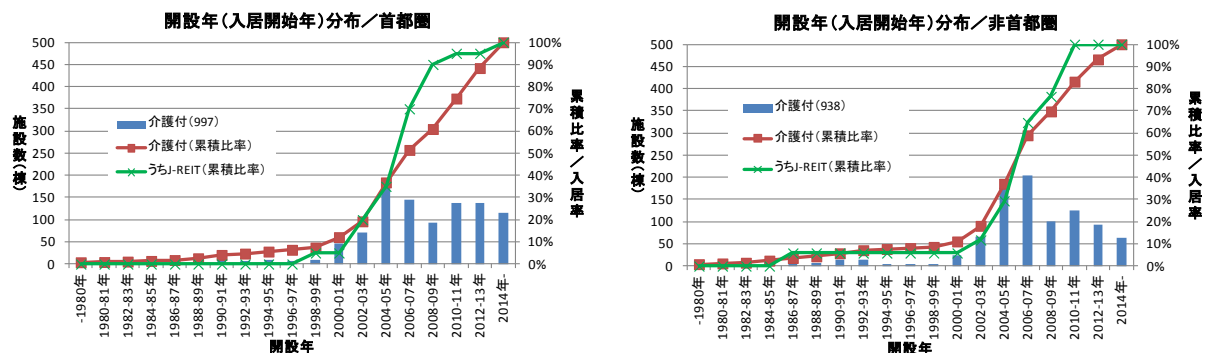 開設年(入居開始年)分布/首都圏
500
450
400
350
300
250
200
150
100
50
0
100%
90%
80%
70%
60%
50%
40%
30%
20%
10%
0%
施設数(棟)
累積比率/入居率
介護付(997)
介護付(累積比率)
うちJ-REIT(累積比率)
-1980年
1980-81年
1982-83年
1984-85年
1986-87年
1988-89年
1990-91年
1992-93年
1994-95年
1996-97年
1998-99年
2000-01年
2002-03年
2004-05年
2006-07年
2008-09年
2010-11年
2012-13年
2014年-
開設年
開設年(入居開始年)分布/非首都圏
500
450
400
350
300
250
200
150
100
50
0
100%
90%
80%
70%
60%
50%
40%
30%
20%
10%
0%
施設数(棟)
累積比率/入居率
介護付(938)
介護付(累積比率)
うちJ-REIT(累積比率)
-1980年
1980-81年
1982-83年
1984-85年
1986-87年
1988-89年
1990-91年
1992-93年
1994-95年
1996-97年
1998-99年
2000-01年
2002-03年
2004-05年
2006-07年
2008-09年
2010-11年
2012-13年
2014年-
開設年